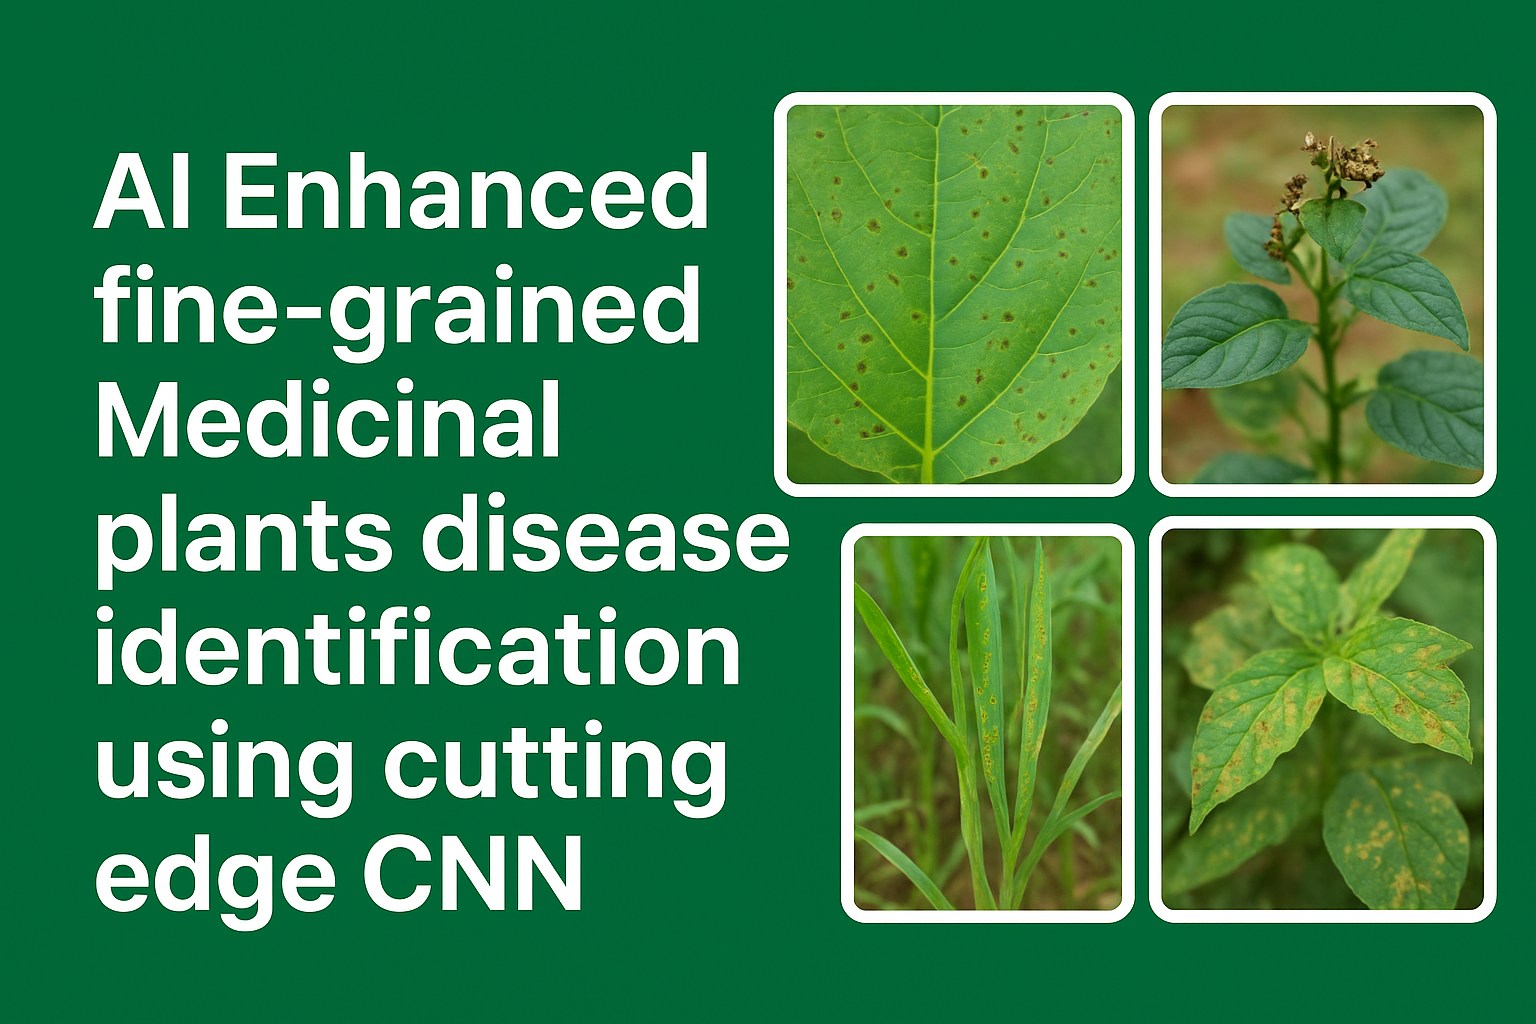 AI Enhanced
fine-grained
Medicinal
plants disease
identification
using cutting
edge CNN